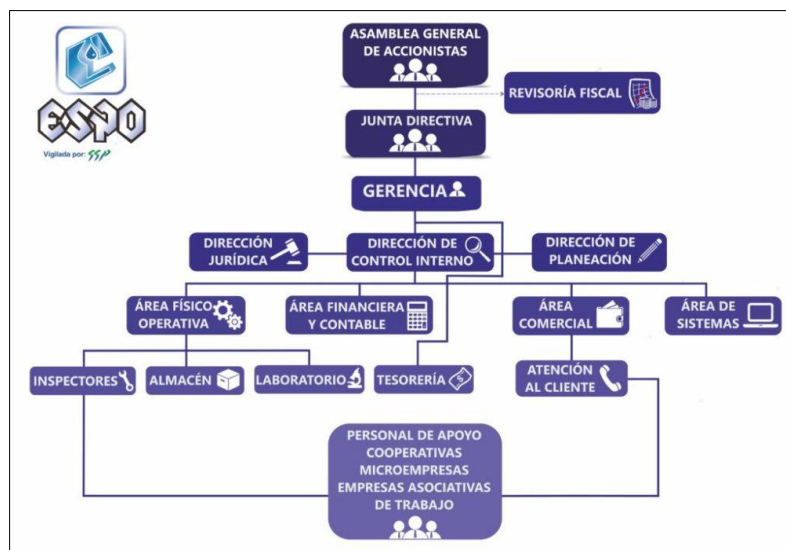 ASAMBLEA GENERAL
DE ACCIONISTAS
ESPO
Vigilada por: SSP
REVISORÍA FISCAL
JUNTA DIRECTIVA
GERENCIA
DIRECCIÓN
JURÍDICA
DIRECCIÓN DE
CONTROL INTERNO
DIRECCIÓN DE
PLANEACIÓN
ÁREA FÍSICO
OPERATIVA
ÁREA FINANCIERA
Y CONTABLE
ÁREA
COMERCIAL
ÁREA DE
SISTEMAS
INSPECTORES
ALMACÉN
LABORATORIO
TESORERÍA
ATENCIÓN
AL CLIENTE
PERSONAL DE APOYO
COOPERATIVAS
MICROEMPRESAS
EMPRESAS ASOCIATIVAS
DE TRABAJO